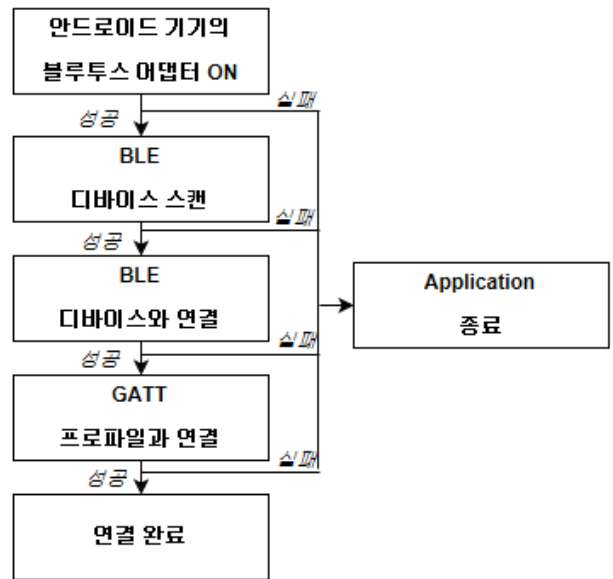 안드로이드 기기의
블루투스 어댑터 ON
실패
성공
BLE
디바이스 스캔
실패
성공
BLE
디바이스와 연결
Application
종료
실패
성공
GATT
프로파일과 연결
실패
성공
연결 완료